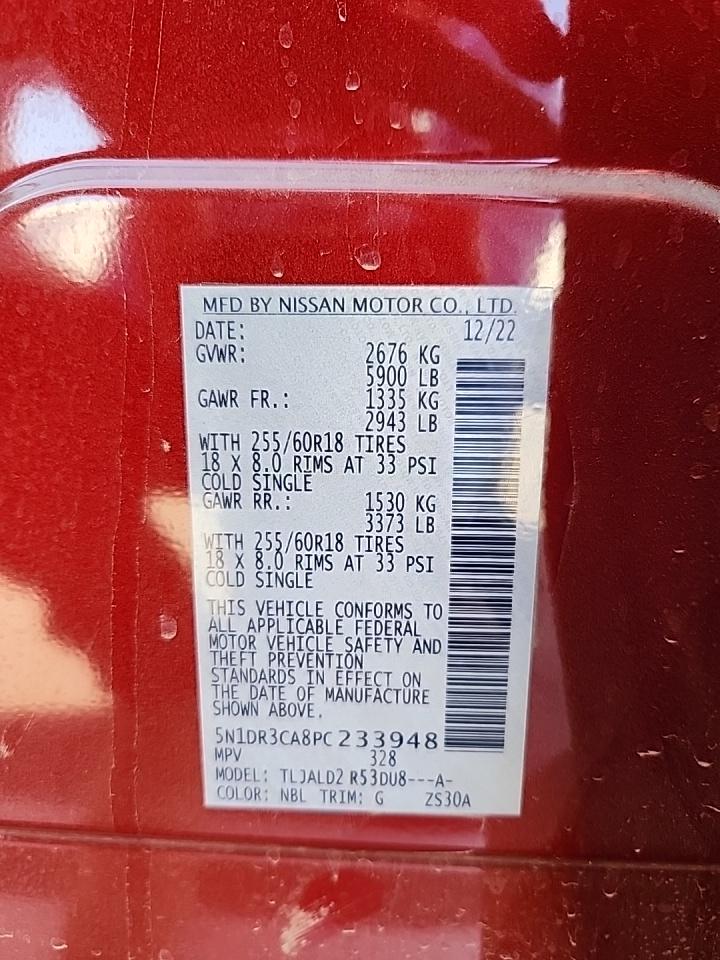 MFD BY NISSAN MOTOR CO., LTD.
DATE: 12/22
GVWR: 2676 KG
5900 LB
GAWR FR.: 1335 KG
2943 LB
WITH 255/60R18 TIRES
18 X 8.0 RIMS AT 33 PSI
COLD SINGLE
GAWR RR.: 1530 KG
3373 LB
WITH 255/60R18 TIRES
18 X 8.0 RIMS AT 33 PSI
COLD SINGLE
THIS VEHICLE CONFORMS TO
ALL APPLICABLE FEDERAL
MOTOR VEHICLE SAFETY AND
THEFT PREVENTION
STANDARDS IN EFFECT ON
THE DATE OF MANUFACTURE
SHOWN ABOVE.
5N1DR3CA8PC233948
MPV 328
MODEL: TLJALD2 R53DU8---A-
COLOR: NBL TRIM: G ZS30A